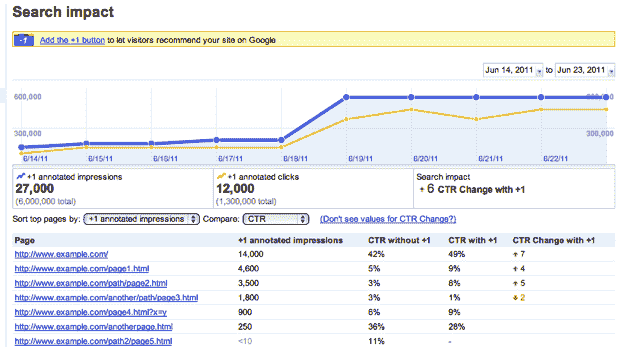 Search impact
+1 Add the +1 button to let visitors recommend your site on Google
Jun 14, 2011 to Jun 23, 2011
600,000
300,000 300,000
6/14/11 6/15/11 6/16/11 6/17/11 6/18/11 6/19/11 6/20/11 6/21/11 6/22/11
+1 annotated impressions +1 annotated clicks Search impact
27,000 12,000 6 CTR Change with +1
(6,000,000 total) (1,300,000 total)
Sort top pages by: +1 annotated impressions Compare: CTR (Don't see values for CTR Change?)
Page +1 annotated impressions CTR without +1 CTR with +1 CTR Change with +1
http://www.example.com/ 14,000 42% 49% 7
http://www.example.com/page1.html 4,600 5% 9% 4
http://www.example.com/path/page2.html 3,500 3% 8% 5
http://www.example.com/another/path/page3.html 1,800 3% 1% 2
http://www.example.com/page4.html?x=y 900 6% 9%
http://www.example.com/anotherpage.html 250 36% 28%
http://www.example.com/path2/page5.html <10 11% -